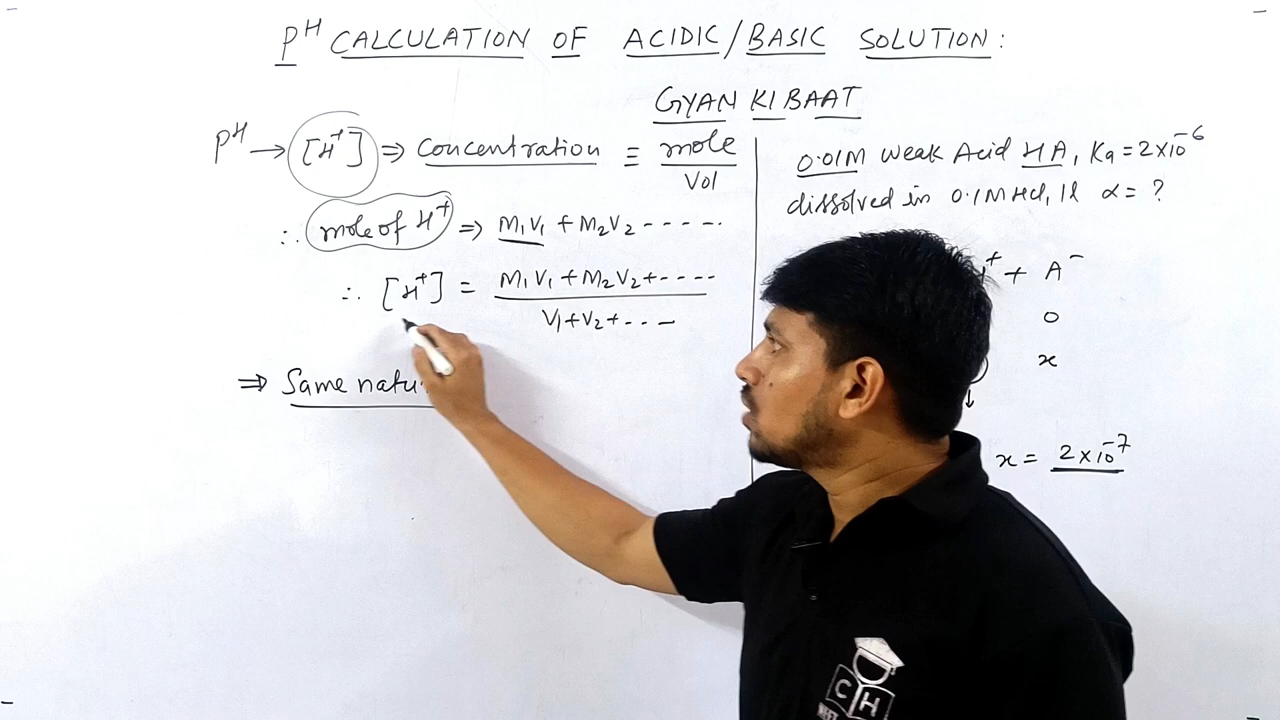 pH CALCULATION OF ACIDIC/BASIC SOLUTION:
GYAN KI BAAT
pH → [H⁺] ⇒ Concentration ≡ mole / Vol
∴ mole of H⁺ ⇒ M₁V₁ + M₂V₂ -----
∴ [H⁺] = M₁V₁ + M₂V₂ + ---- / V₁+V₂+---
⇒ Same natu
0.01M weak Acid HA, Ka = 2×10⁻⁶
dissolved in 0.1M HCl, 1l α = ?
⁺ + A⁻
0
x
↓
x = 2×10⁻⁷
C H